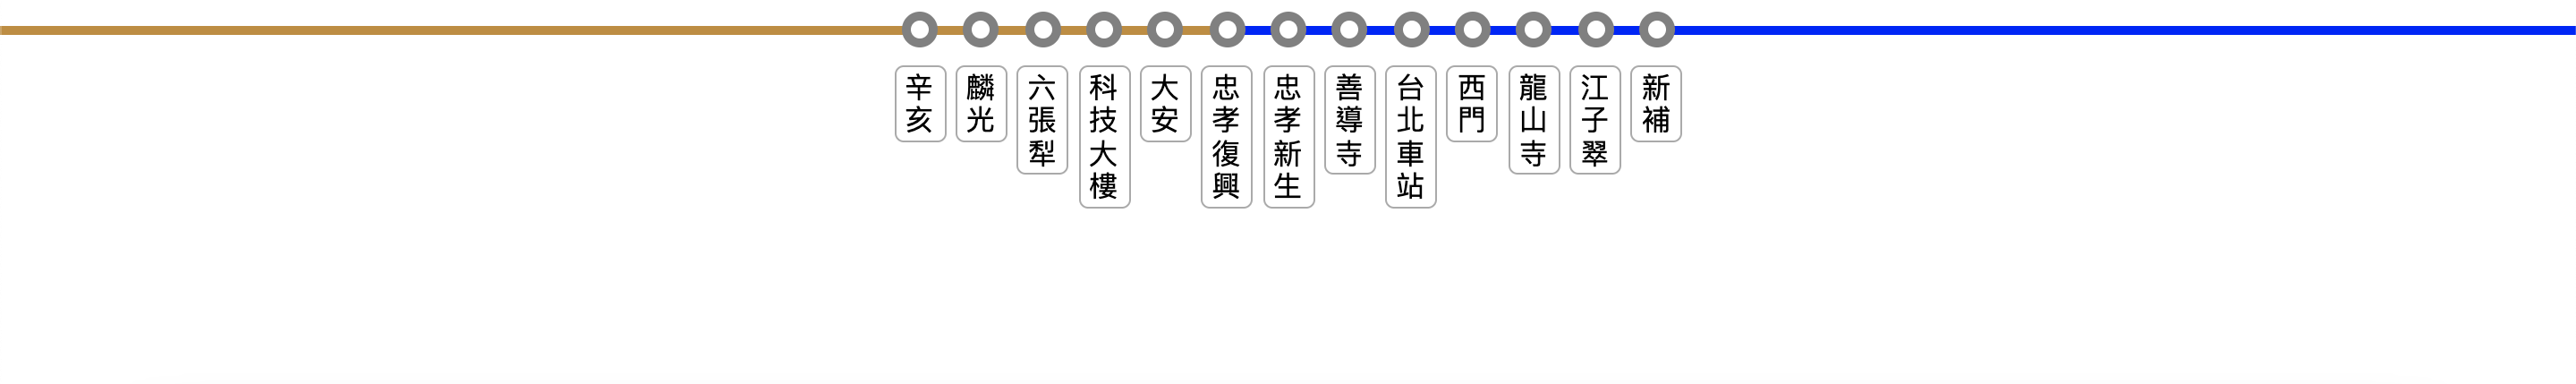 辛亥
麟光
六張犁
科技大樓
大安
忠孝復興
忠孝新生
善導寺
台北車站
西門
龍山寺
江子翠
新補